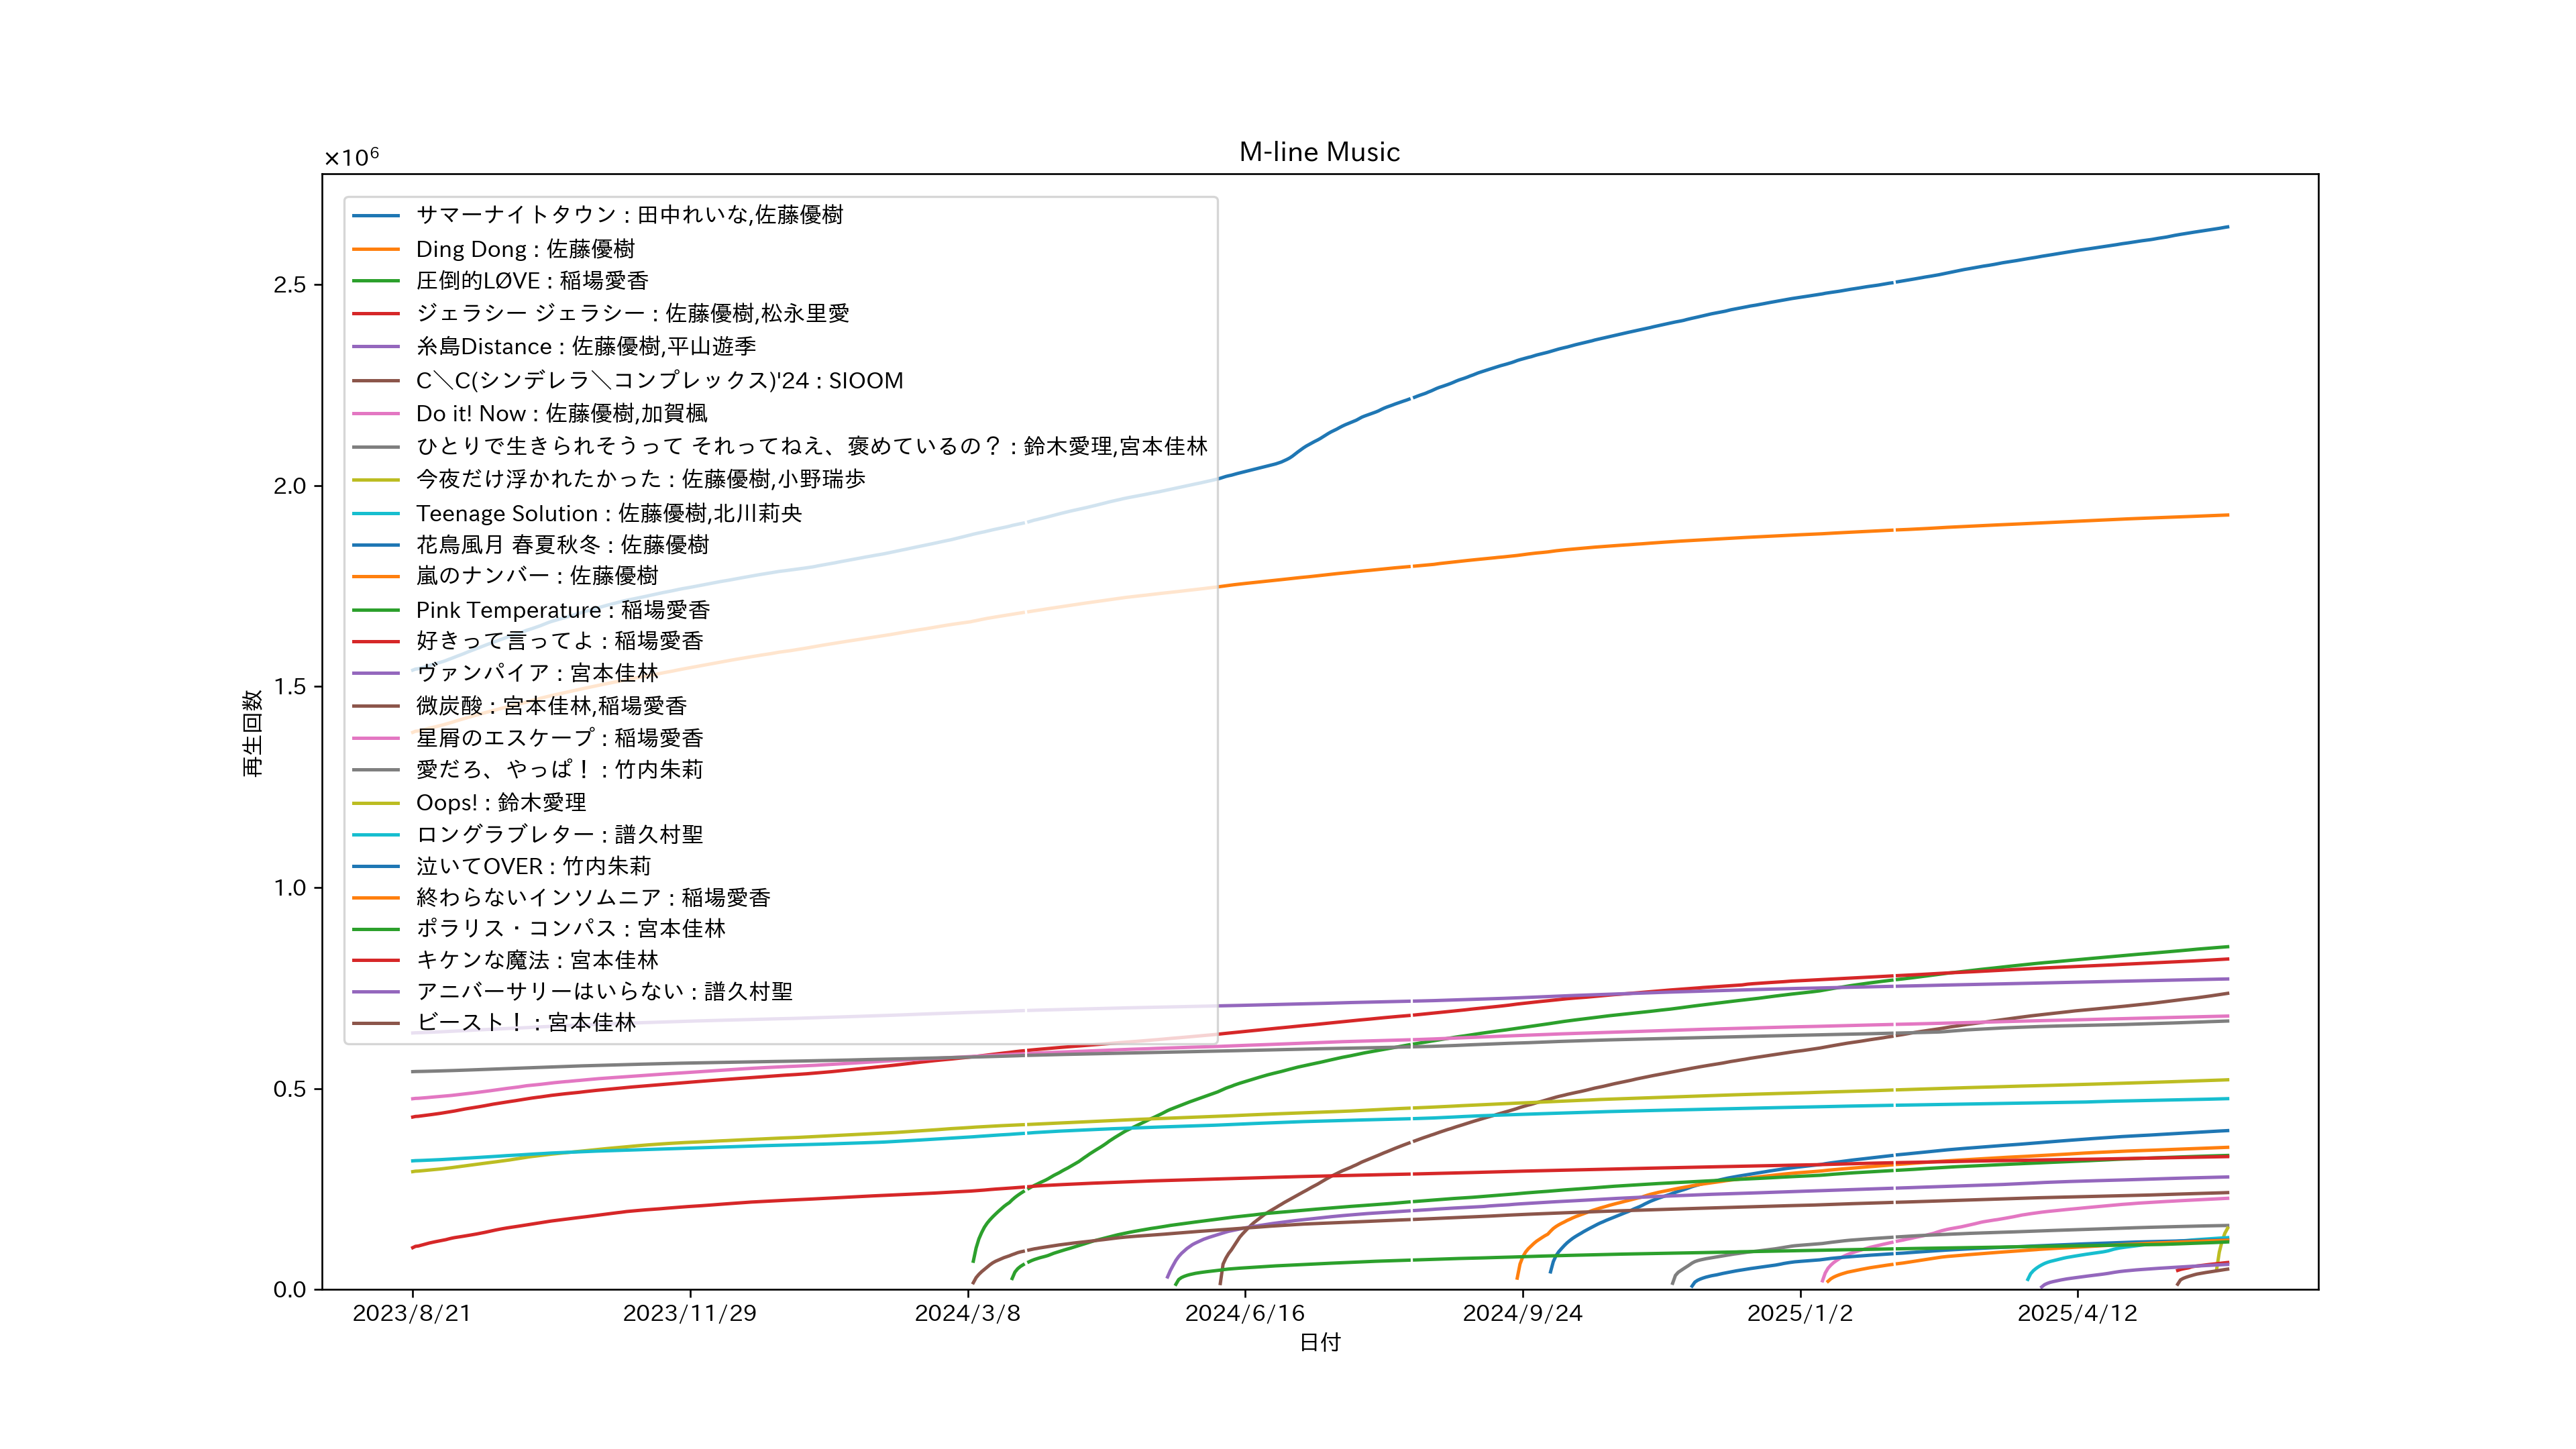 M-line Music
×10⁶
サマーナイトタウン : 田中れいな,佐藤優樹
Ding Dong : 佐藤優樹
圧倒的LØVE : 稲場愛香
ジェラシー ジェラシー : 佐藤優樹,松永里愛
糸島Distance : 佐藤優樹,平山遊季
C＼C(シンデレラ＼コンプレックス)'24 : SIOOM
Do it! Now : 佐藤優樹,加賀楓
ひとりで生きられそうって それってねえ、褒めているの？ : 鈴木愛理,宮本佳林
今夜だけ浮かれたかった : 佐藤優樹,小野瑞歩
Teenage Solution : 佐藤優樹,北川莉央
花鳥風月 春夏秋冬 : 佐藤優樹
嵐のナンバー : 佐藤優樹
Pink Temperature : 稲場愛香
好きって言ってよ : 稲場愛香
ヴァンパイア : 宮本佳林
微炭酸 : 宮本佳林,稲場愛香
星屑のエスケープ : 稲場愛香
愛だろ、やっぱ！ : 竹内朱莉
Oops! : 鈴木愛理
ロングラブレター : 譜久村聖
泣いてOVER : 竹内朱莉
終わらないインソムニア : 稲場愛香
ポラリス・コンパス : 宮本佳林
キケンな魔法 : 宮本佳林
アニバーサリーはいらない : 譜久村聖
ビースト！ : 宮本佳林
2.5
2.0
1.5
1.0
0.5
0.0
再生回数
2023/8/21
2023/11/29
2024/3/8
2024/6/16
2024/9/24
2025/1/2
2025/4/12
日付